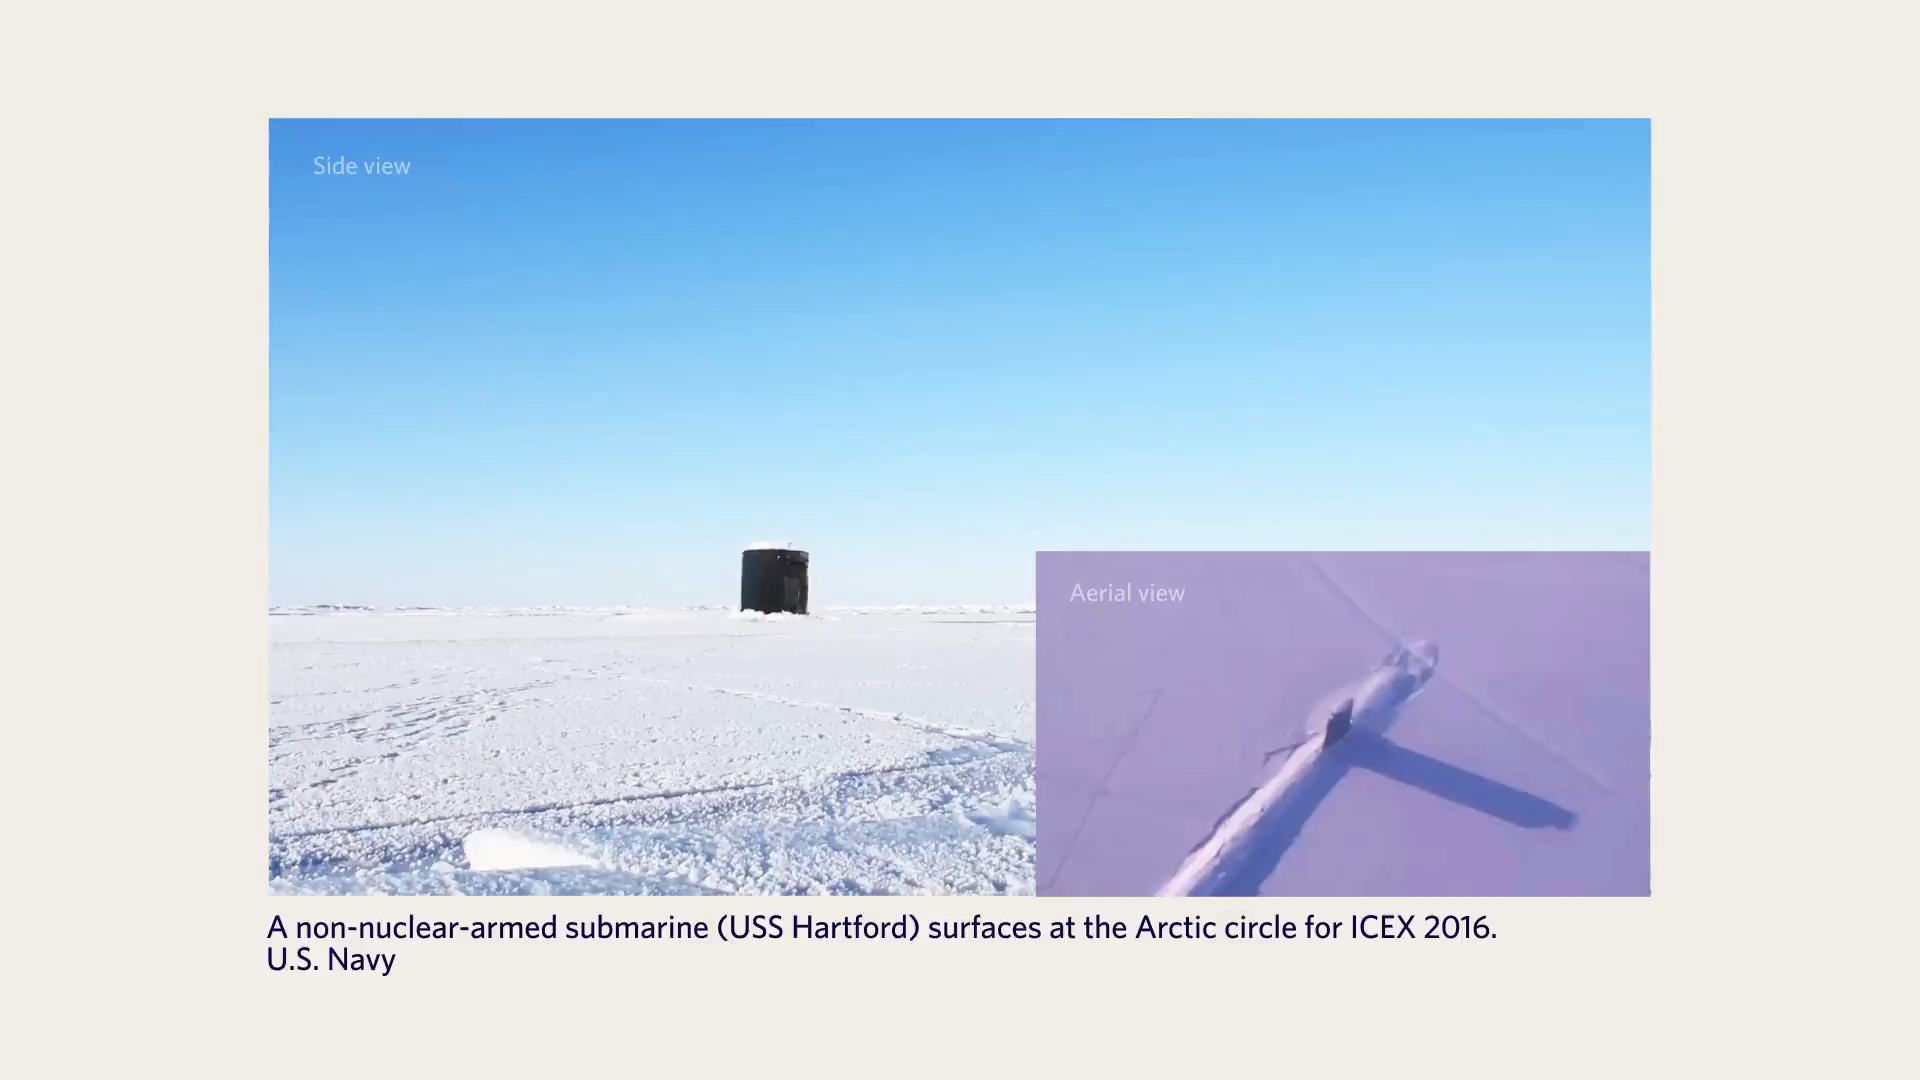 Side view
Aerial view
A non-nuclear-armed submarine (USS Hartford) surfaces at the Arctic circle for ICEX 2016.
U.S. Navy